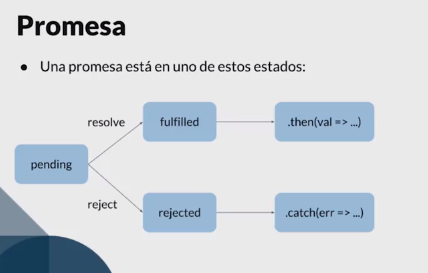 Promesa
● Una promesa está en uno de estos estados:
resolve
fulfilled
.then(val => ...)
pending
reject
rejected
.catch(err => ...)